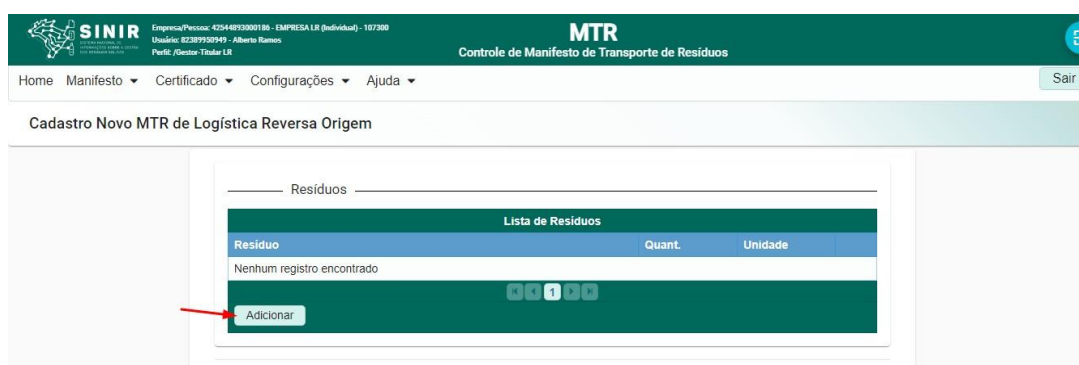 SINIR
Empresa/Pessoa: 42544893000186 - EMPRESA LR (Individual) - 107300
Usuário: 82389950949 - Alberto Ramos
Perfil: /Gestor-Titular LR
MTR
Controle de Manifesto de Transporte de Resíduos
Home Manifesto Certificado Configurações Ajuda
Sair
Cadastro Novo MTR de Logística Reversa Origem
Resíduos
Lista de Resíduos
Resíduo Quant. Unidade
Nenhum registro encontrado
1
Adicionar